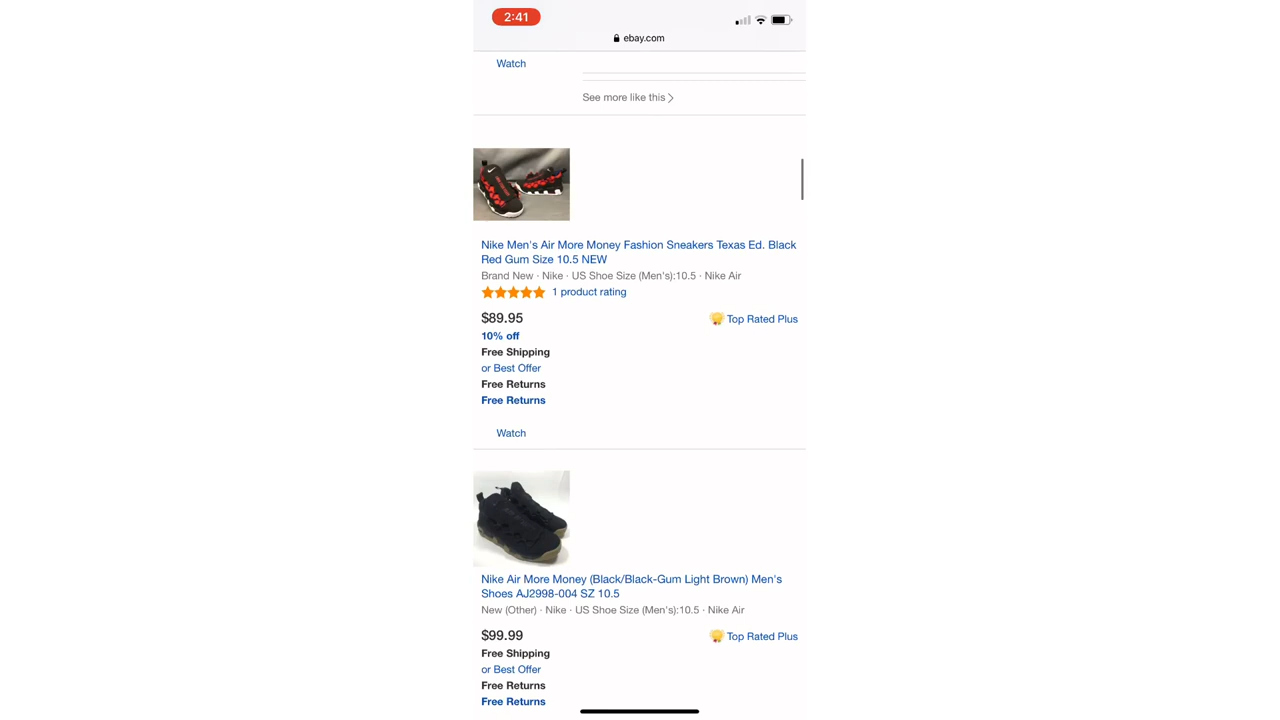 2:41
ebay.com
Watch
See more like this
Nike Men's Air More Money Fashion Sneakers Texas Ed. Black
Red Gum Size 10.5 NEW
Brand New · Nike · US Shoe Size (Men's):10.5 · Nike Air
1 product rating
$89.95
Top Rated Plus
10% off
Free Shipping
or Best Offer
Free Returns
Free Returns
Watch
Nike Air More Money (Black/Black-Gum Light Brown) Men's
Shoes AJ2998-004 SZ 10.5
New (Other) · Nike · US Shoe Size (Men's):10.5 · Nike Air
$99.99
Top Rated Plus
Free Shipping
or Best Offer
Free Returns
Free Returns